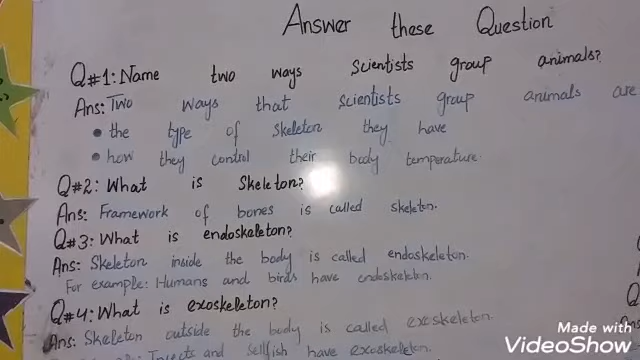 Answer these Question
Q#1: Name two ways scientists group animals?
Ans: Two ways that scientists group animals are
• the type of skeleton they have
• how they control their body temperature.
Q#2: What is skeleton?
Ans: Framework of bones is called skeleton.
Q#3: What is endoskeleton?
Ans: Skeleton inside the body is called endoskeleton.
For example: Humans and birds have endoskeleton.
Q#4: What is exoskeleton?
Ans: Skeleton outside the body is called exoskeleton.
Insects and sellfish have exoskeleton.
Made with
VideoShow